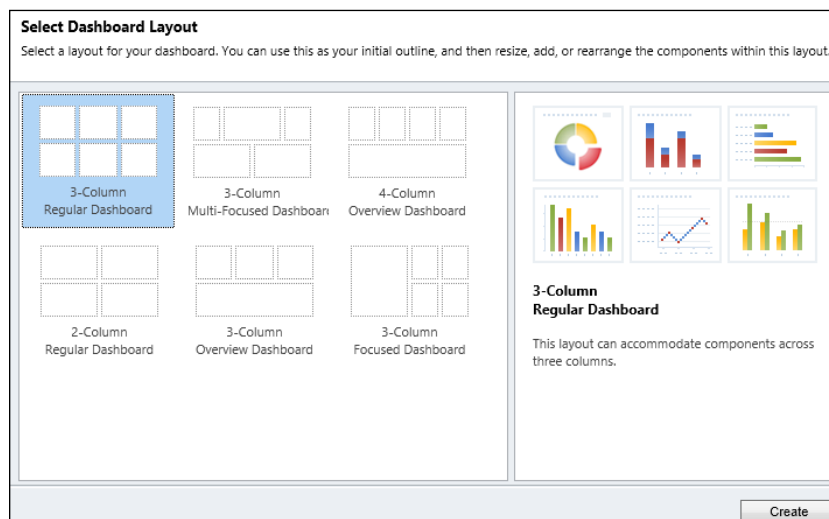 Select Dashboard Layout
Select a layout for your dashboard. You can use this as your initial outline, and then resize, add, or rearrange the components within this layout.
3-Column
Regular Dashboard
3-Column
Multi-Focused Dashboard
4-Column
Overview Dashboard
2-Column
Regular Dashboard
3-Column
Overview Dashboard
3-Column
Focused Dashboard
3-Column
Regular Dashboard
This layout can accommodate components across
three columns.
Create